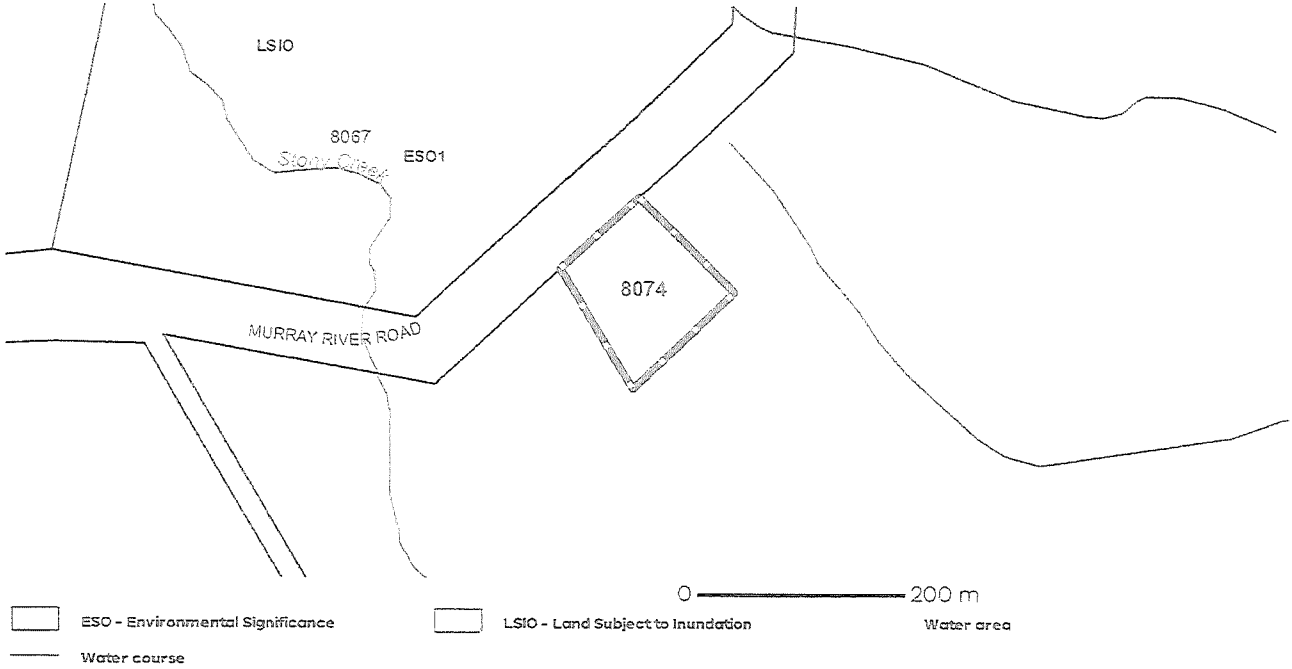 LSIO
8067
ESO1
Stony Creek
8074
MURRAY RIVER ROAD
0 200 m
ESO - Environmental Significance
LSIO - Land Subject to Inundation
Water area
Water course